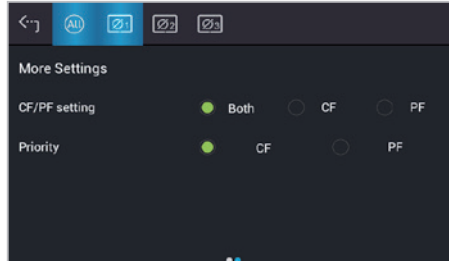 All Ø1 Ø2 Ø3
More Settings
CF/PF setting Both CF PF
Priority CF PF